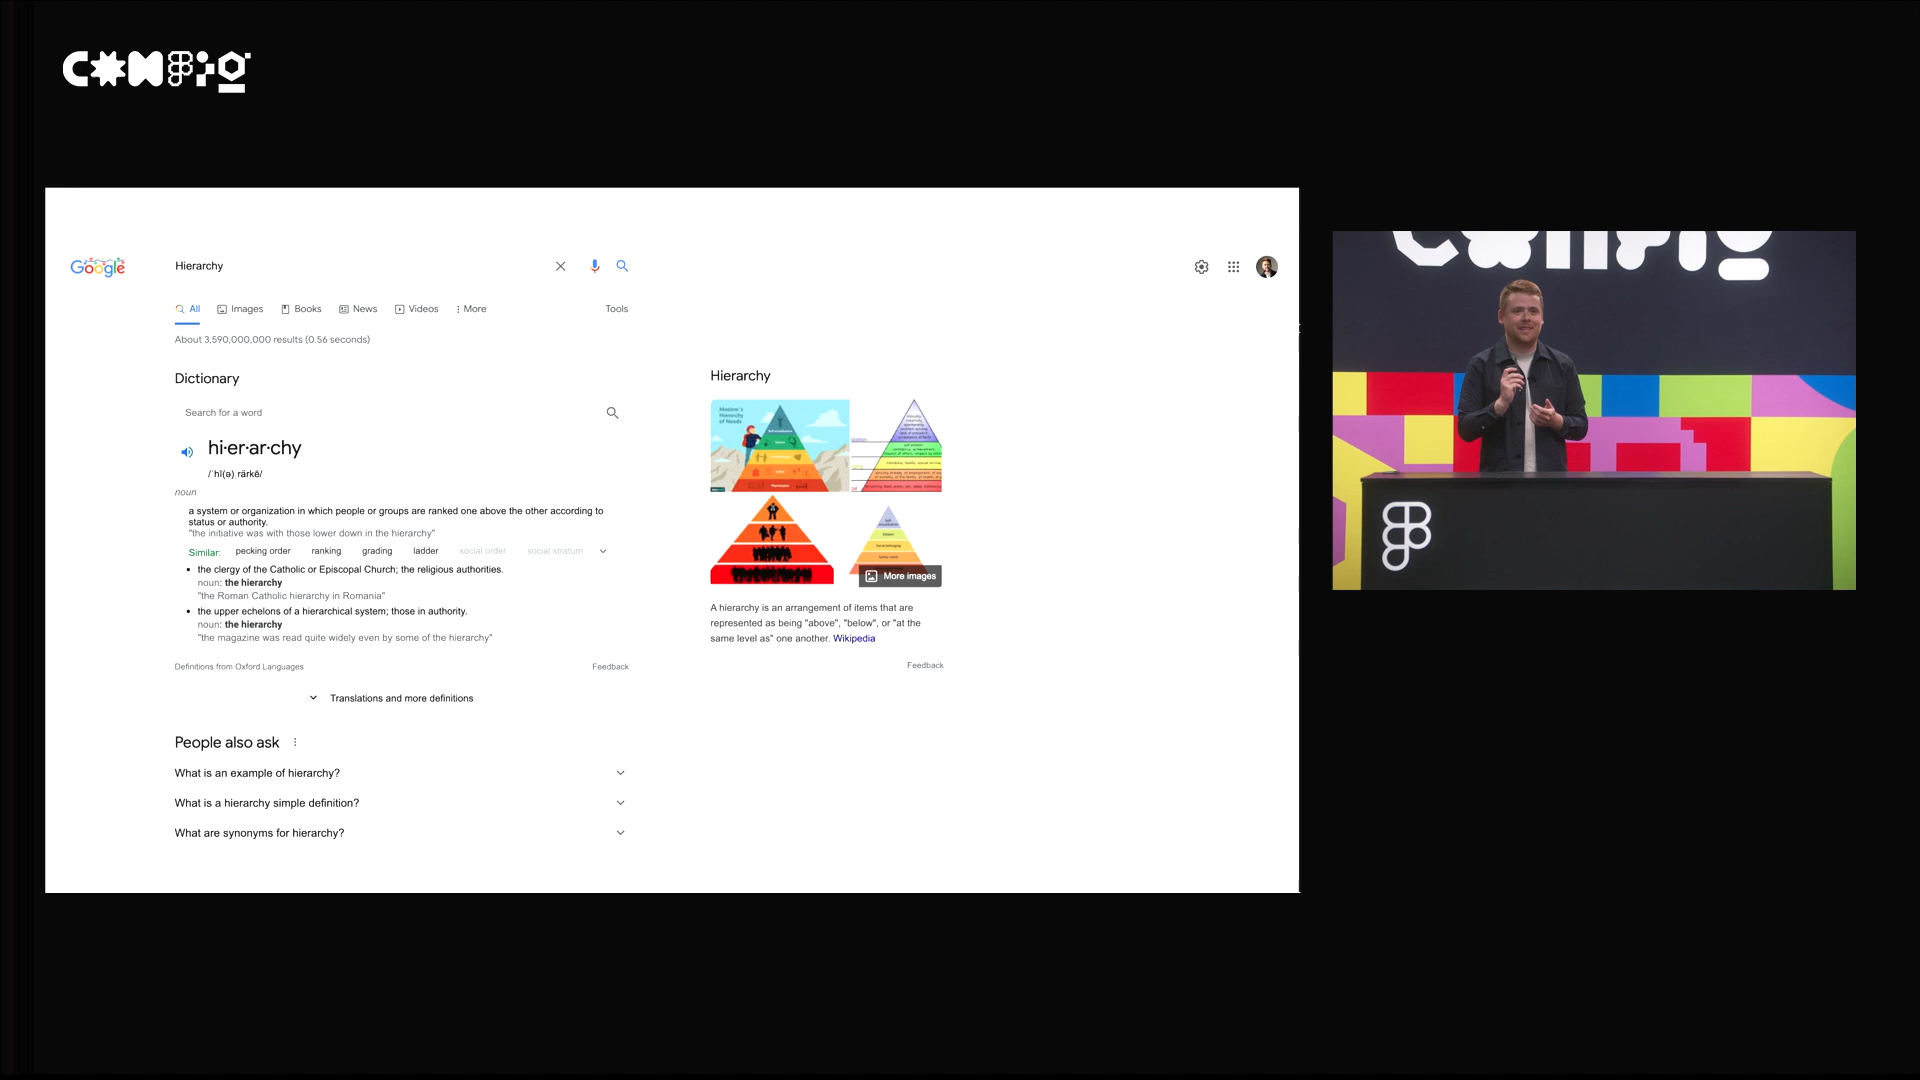 CONFIG
Google
Hierarchy
All
Images
Books
News
Videos
More
Tools
About 3,590,000,000 results (0.56 seconds)
Dictionary
Search for a word
hi·er·ar·chy
/ˈhī(ə)ˌrärkē/
noun
a system or organization in which people or groups are ranked one above the other according to
status or authority.
"the initiative was with those lower down in the hierarchy"
Similar:
pecking order
ranking
grading
ladder
social order
social stratum
the clergy of the Catholic or Episcopal Church; the religious authorities.
noun: the hierarchy
"the Roman Catholic hierarchy in Romania"
the upper echelons of a hierarchical system; those in authority.
noun: the hierarchy
"the magazine was read quite widely even by some of the hierarchy"
Definitions from Oxford Languages
Feedback
Translations and more definitions
People also ask
What is an example of hierarchy?
What is a hierarchy simple definition?
What are synonyms for hierarchy?
Hierarchy
Maslow's
Hierarchy
of Needs
More images
A hierarchy is an arrangement of items that are
represented as being "above", "below", or "at the
same level as" one another. Wikipedia
Feedback